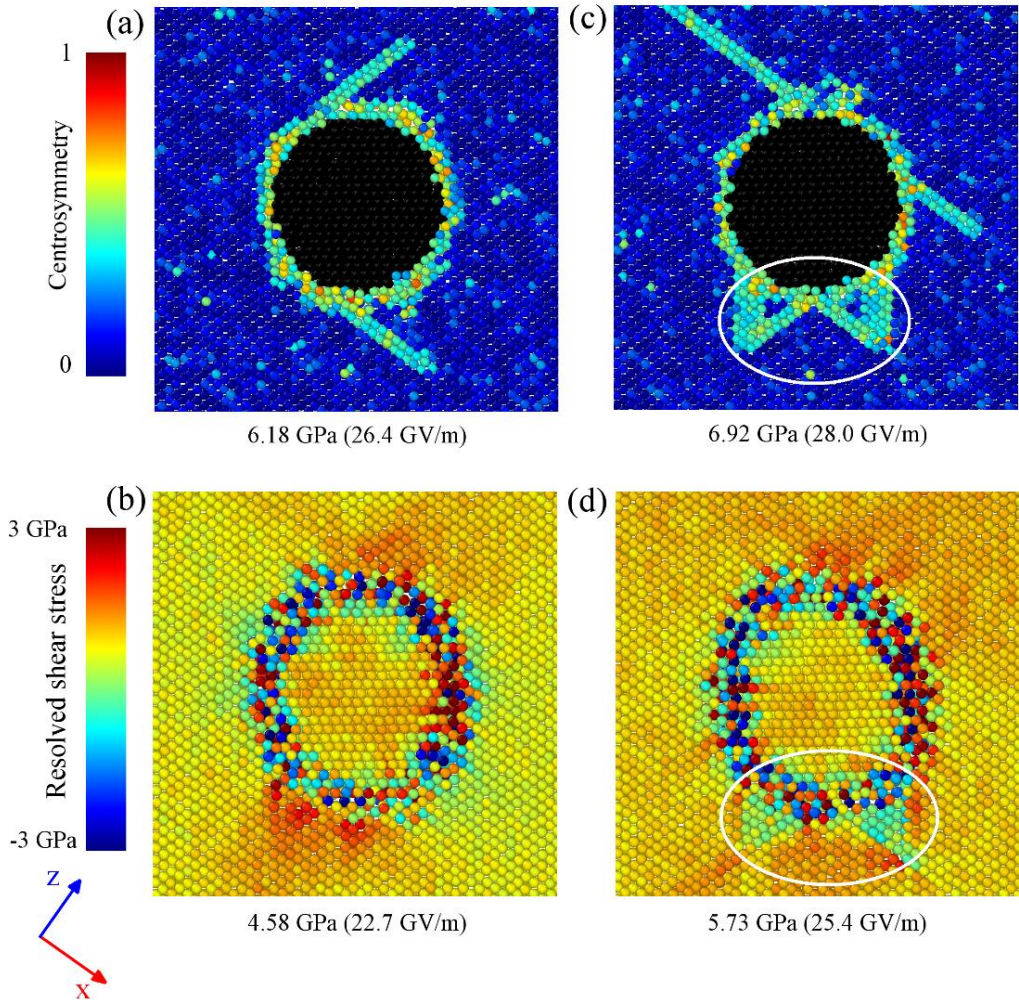 (a)
(c)
1
Centrosymmetry
0
6.18 GPa (26.4 GV/m)
6.92 GPa (28.0 GV/m)
(b)
(d)
3 GPa
Resolved shear stress
-3 GPa
Z
X
4.58 GPa (22.7 GV/m)
5.73 GPa (25.4 GV/m)